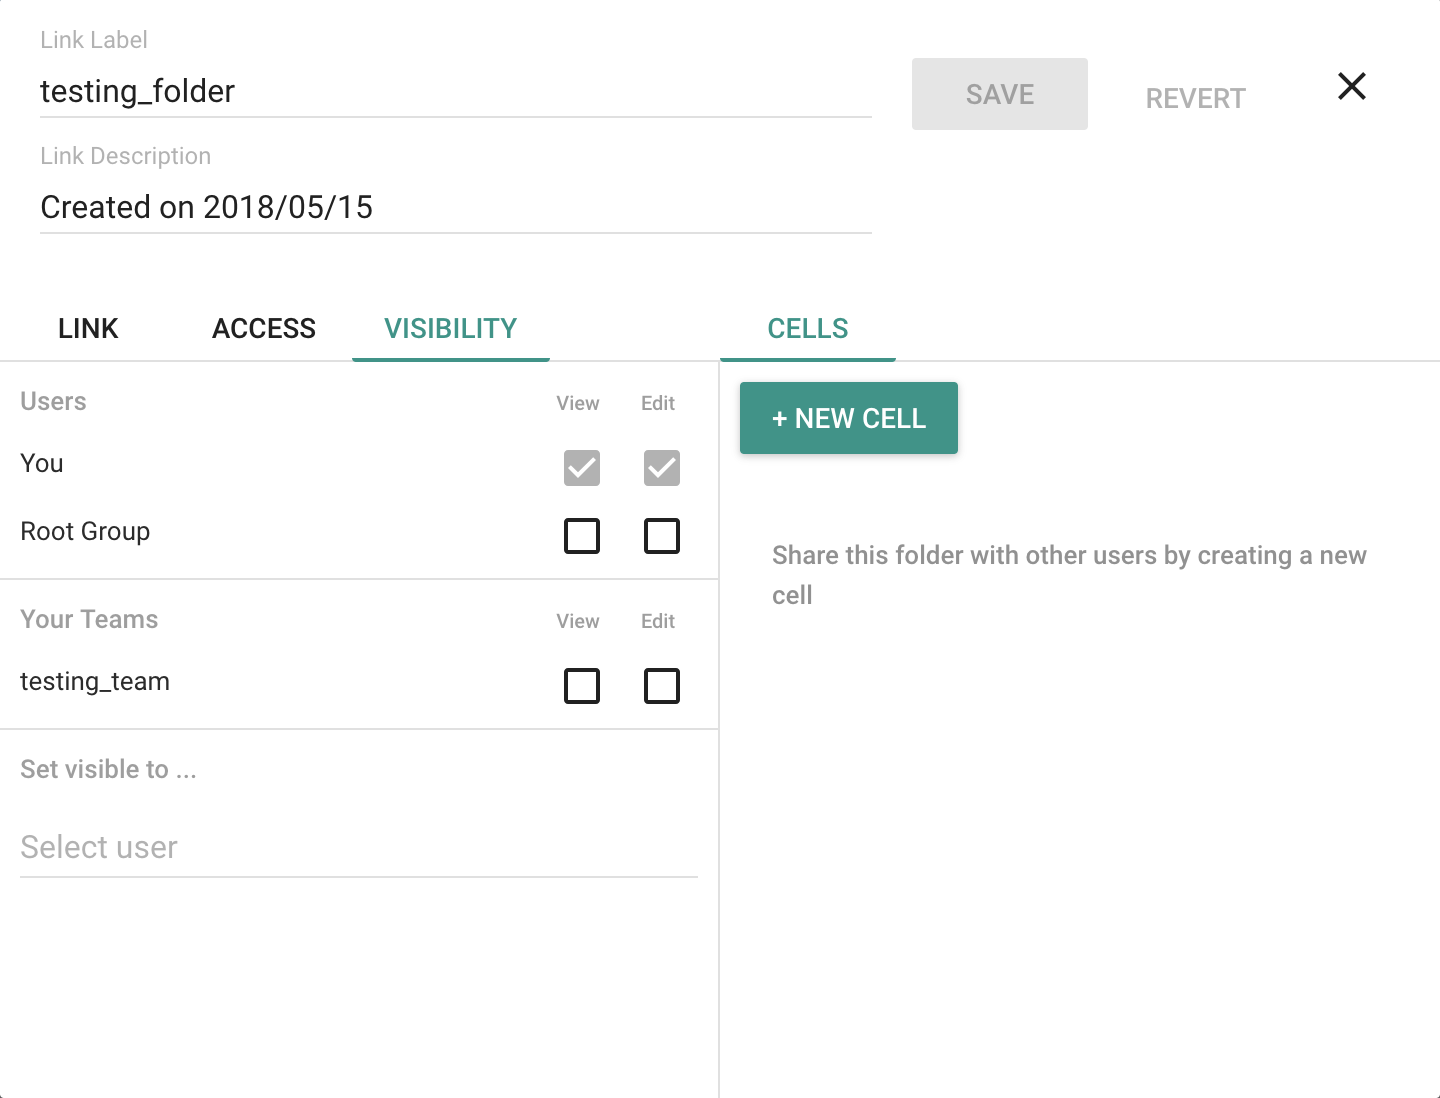 Link Label
testing_folder
SAVE
REVERT
Link Description
Created on 2018/05/15
LINK
ACCESS
VISIBILITY
CELLS
Users View Edit
You
Root Group
Your Teams View Edit
testing_team
Set visible to ...
Select user
+ NEW CELL
Share this folder with other users by creating a new
cell